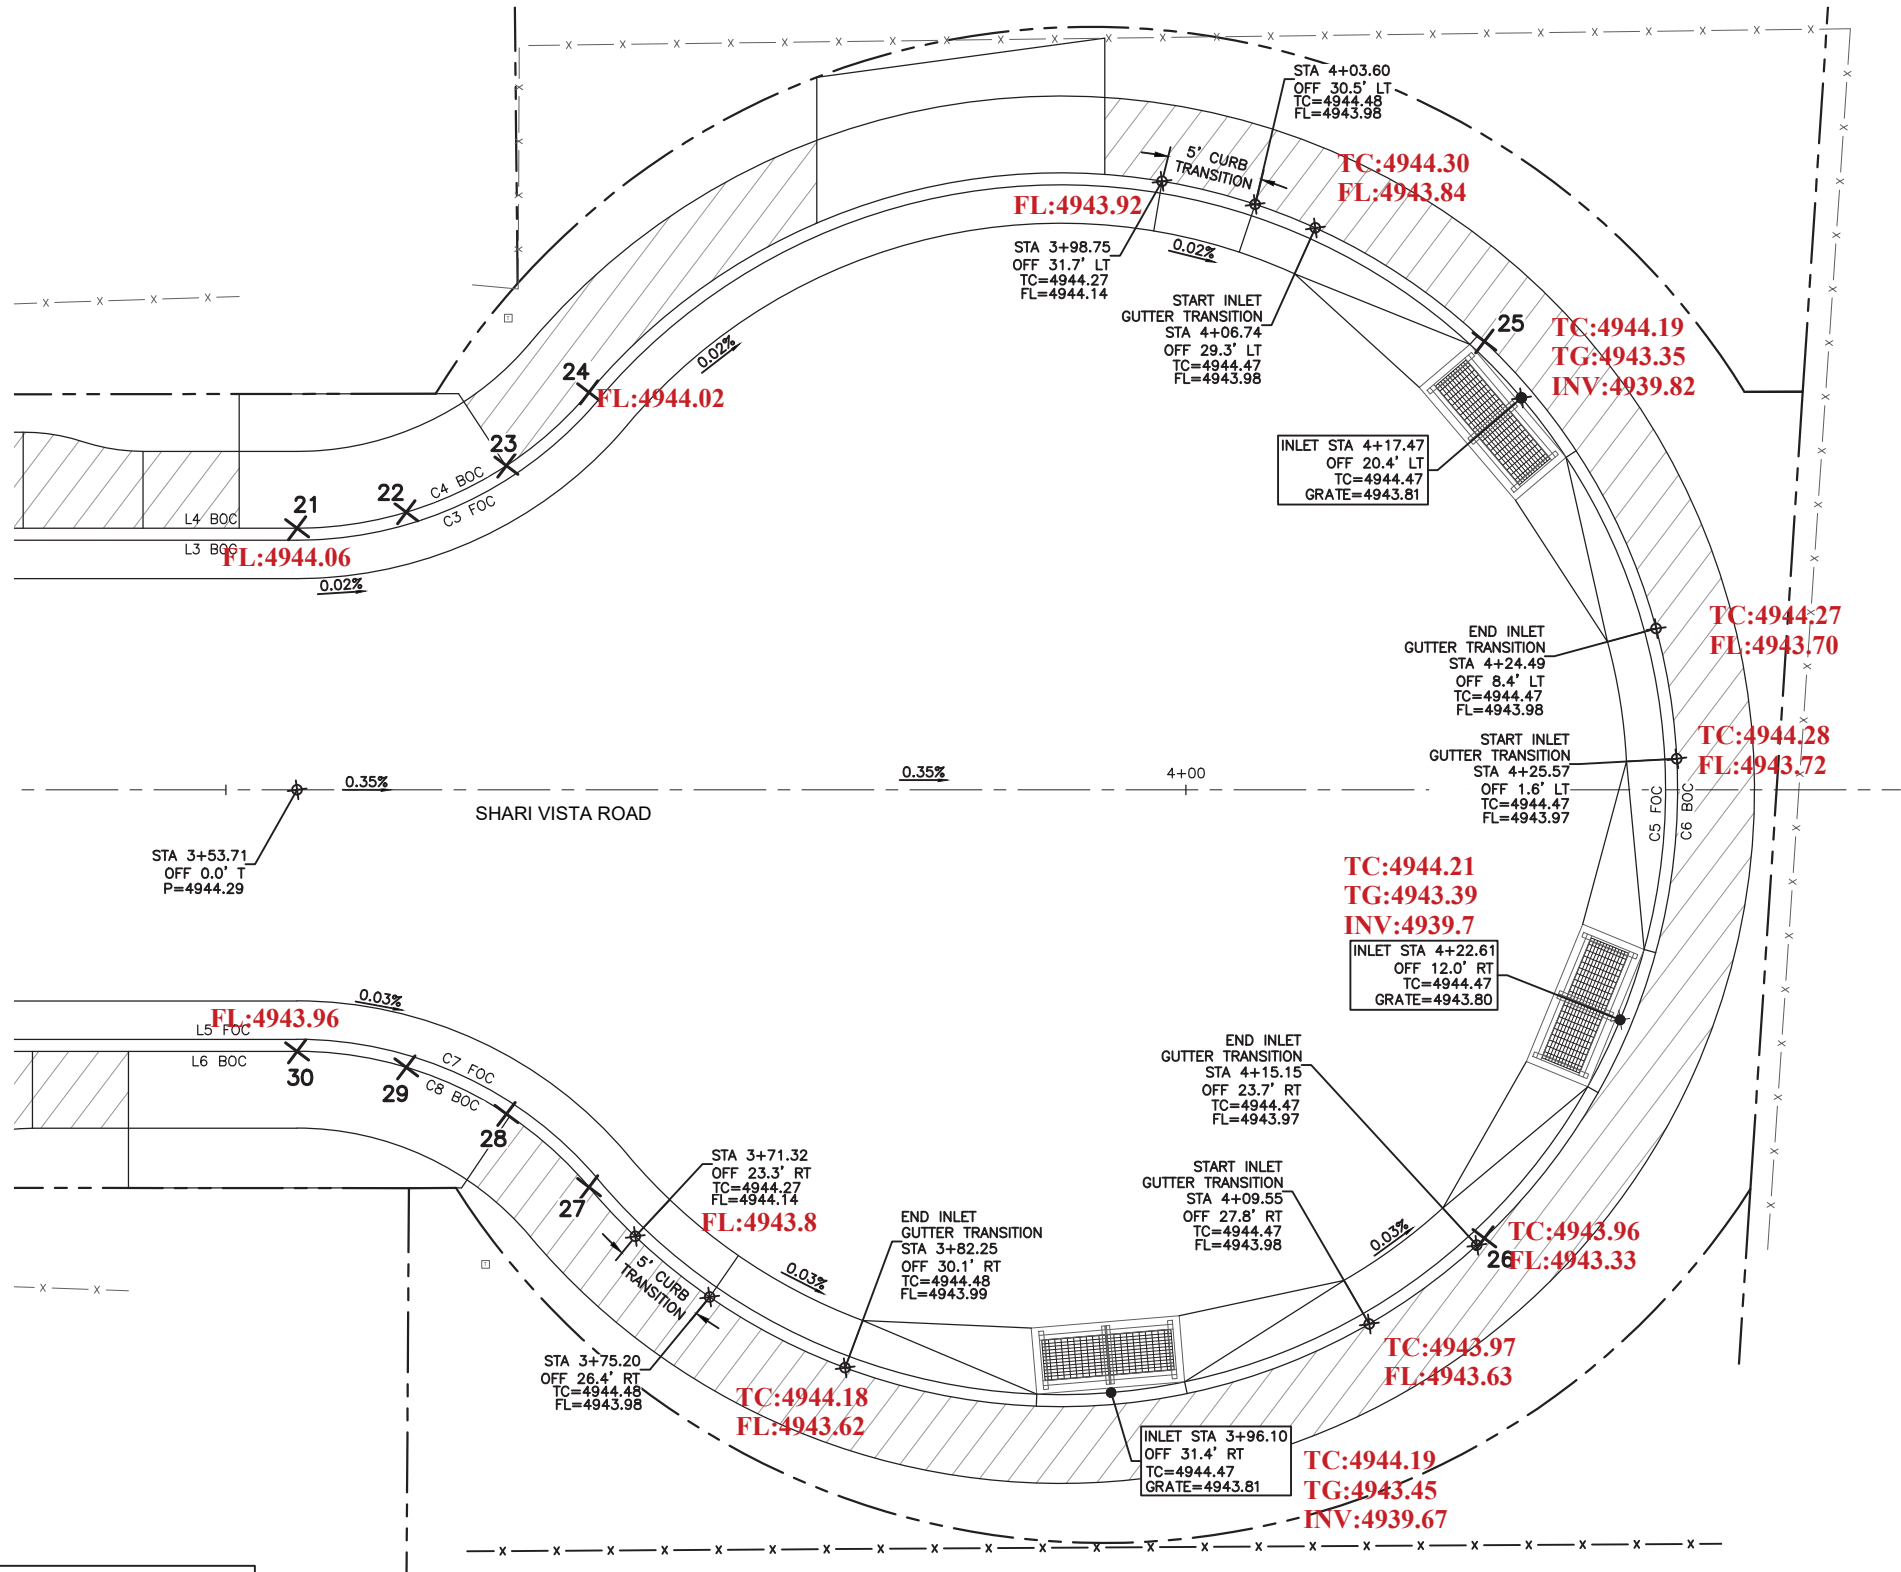 STA 4+03.60
OFF 30.5' LT
TC=4944.48
FL=4943.98
5' CURB
TRANSITION
TC:4944.30
FL:4943.84
FL:4943.92
STA 3+98.75
OFF 31.7' LT
TC=4944.27
FL=4944.14
0.02%
START INLET
GUTTER TRANSITION
STA 4+06.74
OFF 29.3' LT
TC=4944.47
FL=4943.98
25
TC:4944.19
TG:4943.35
INV:4939.82
0.02%
24
FL:4944.02
INLET STA 4+17.47
OFF 20.4' LT
TC=4944.47
GRATE=4943.81
23
C4 BOC
C3 FOC
22
21
L4 BOC
L3 BOC
FL:4944.06
0.02%
END INLET
GUTTER TRANSITION
STA 4+24.49
OFF 8.4' LT
TC=4944.47
FL=4943.98
TC:4944.27
FL:4943.70
START INLET
GUTTER TRANSITION
STA 4+25.57
OFF 1.6' LT
TC=4944.47
FL=4943.97
TC:4944.28
FL:4943.72
0.35%
0.35%
4+00
SHARI VISTA ROAD
C5 FOC
C6 BOC
STA 3+53.71
OFF 0.0' T
P=4944.29
TC:4944.21
TG:4943.39
INV:4939.7
INLET STA 4+22.61
OFF 12.0' RT
TC=4944.47
GRATE=4943.80
0.03%
FL:4943.96
L5 FOC
L6 BOC
30
29
C7 FOC
C8 BOC
28
27
END INLET
GUTTER TRANSITION
STA 4+15.15
OFF 23.7' RT
TC=4944.47
FL=4943.97
STA 3+71.32
OFF 23.3' RT
TC=4944.27
FL=4944.14
FL:4943.8
START INLET
GUTTER TRANSITION
STA 4+09.55
OFF 27.8' RT
TC=4944.47
FL=4943.98
END INLET
GUTTER TRANSITION
STA 3+82.25
OFF 30.1' RT
TC=4944.48
FL=4943.99
0.03%
26
TC:4943.96
FL:4943.33
5' CURB
TRANSITION
0.03%
STA 3+75.20
OFF 26.4' RT
TC=4944.48
FL=4943.98
TC:4944.18
FL:4943.62
TC:4943.97
FL:4943.63
INLET STA 3+96.10
OFF 31.4' RT
TC=4944.47
GRATE=4943.81
TC:4944.19
TG:4943.45
INV:4939.67